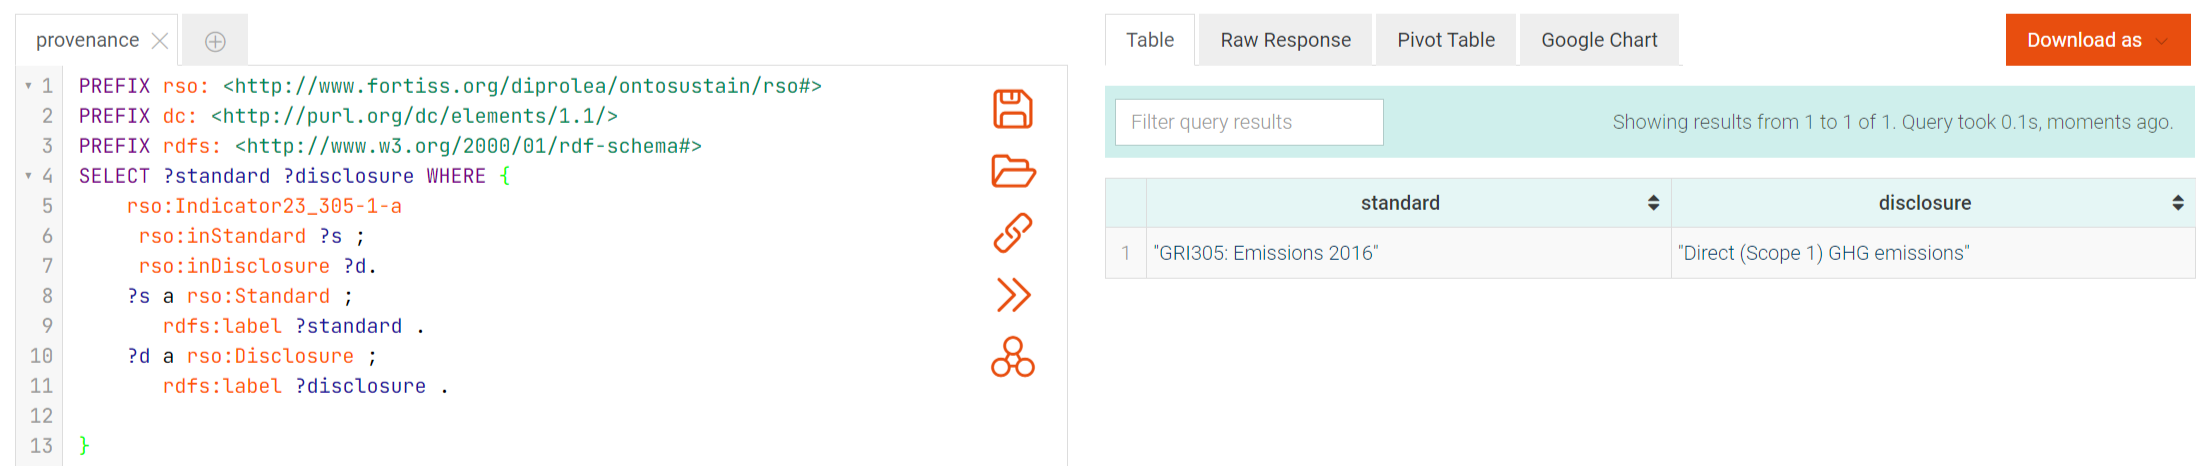 provenance
1 PREFIX rso: <http://www.fortiss.org/diprolea/ontosustain/rso#>
2 PREFIX dc: <http://purl.org/dc/elements/1.1/>
3 PREFIX rdfs: <http://www.w3.org/2000/01/rdf-schema#>
4 SELECT ?standard ?disclosure WHERE {
5 rso:Indicator23_305-1-a
6 rso:inStandard ?s ;
7 rso:inDisclosure ?d.
8 ?s a rso:Standard ;
9 rdfs:label ?standard .
10 ?d a rso:Disclosure ;
11 rdfs:label ?disclosure .
12
13 }
Table Raw Response Pivot Table Google Chart Download as
Filter query results Showing results from 1 to 1 of 1. Query took 0.1s, moments ago.
standard disclosure
1 "GRI305: Emissions 2016" "Direct (Scope 1) GHG emissions"